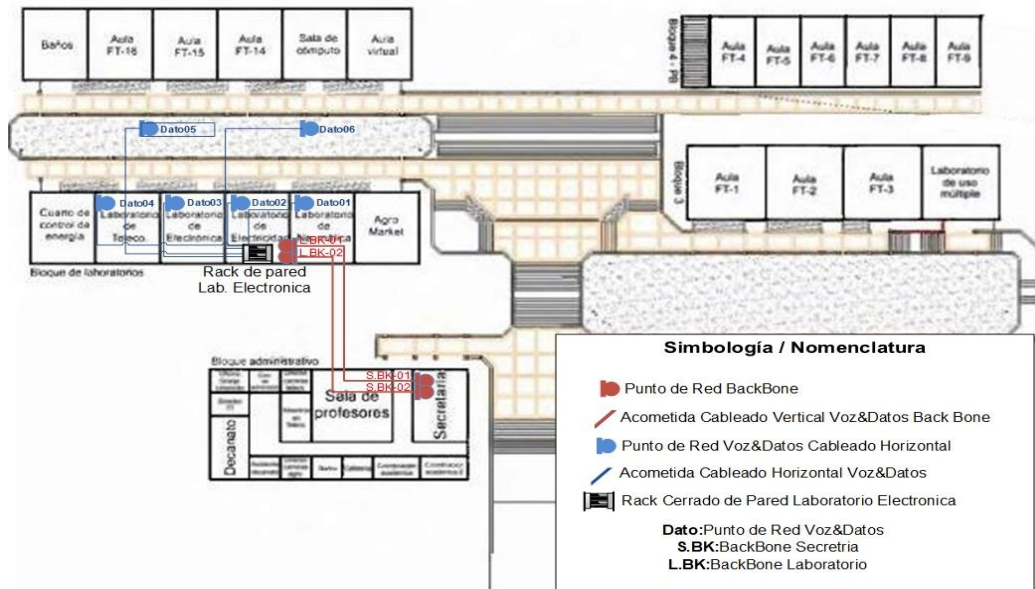 Baños
Aula
FT-16
Aula
FT-15
Aula
FT-14
Sala de
cómputo
Aula
virtual
Bloque 4 - PB
Aula
FT-4
Aula
FT-5
Aula
FT-6
Aula
FT-7
Aula
FT-8
Aula
FT-9
Dato05
Dato06
Bloque 3
Aula
FT-1
Aula
FT-2
Aula
FT-3
Laboratorio
de uso
múltiple
Cuarto de
control de
energía
Dato04
Laboratorio
de
Teleco.
Dato03
Laboratorio
de
Electrónica
Dato02
Laboratorio
de
Electricidad
Dato01
Laboratorio
de
Agro
Market
L.BK-01
L.BK-02
Bloque de laboratorios
Rack de pared
Lab. Electronica
Bloque administrativo
S.BK-01
S.BK-02
Sala de
profesores
Secretaria
Decanato
Simbología / Nomenclatura
Punto de Red BackBone
Acometida Cableado Vertical Voz&Datos Back Bone
Punto de Red Voz&Datos Cableado Horizontal
Acometida Cableado Horizontal Voz&Datos
Rack Cerrado de Pared Laboratorio Electronica
Dato:Punto de Red Voz&Datos
S.BK:BackBone Secretria
L.BK:BackBone Laboratorio